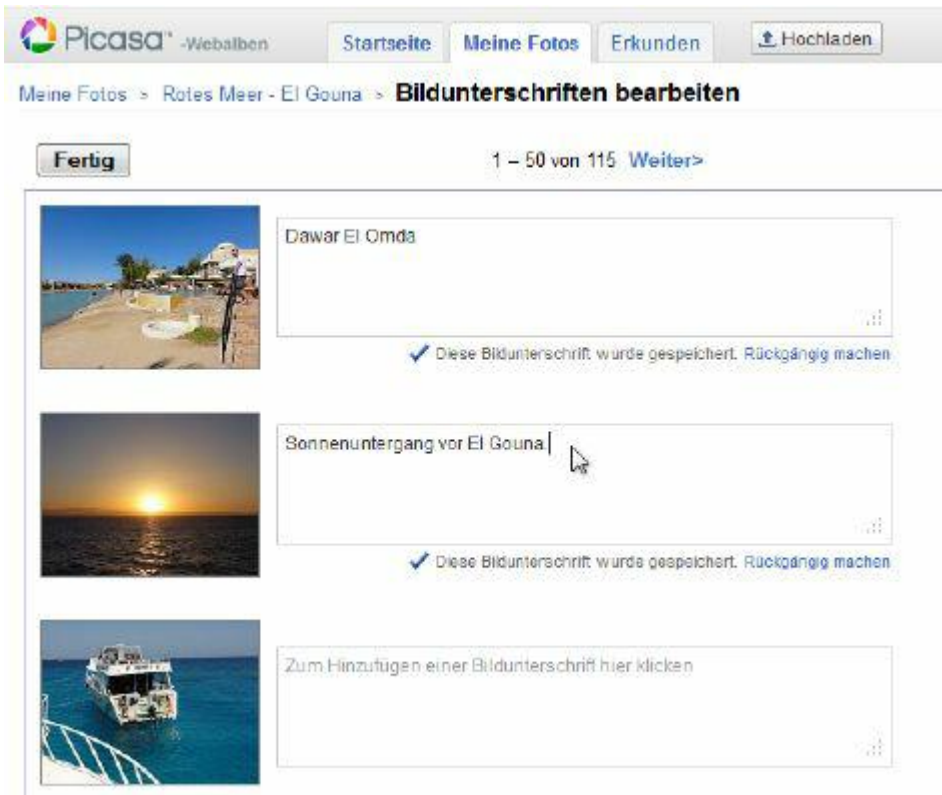 Picasa™ -Webalben
Startseite Meine Fotos Erkunden Hochladen
Meine Fotos > Rotes Meer - El Gouna > Bildunterschriften bearbeiten
Fertig 1 – 50 von 115 Weiter>
Dawar El Omda
Diese Bildunterschrift wurde gespeichert. Rückgängig machen
Sonnenuntergang vor El Gouna.
Diese Bildunterschrift wurde gespeichert. Rückgängig machen
Zum Hinzufügen einer Bildunterschrift hier klicken